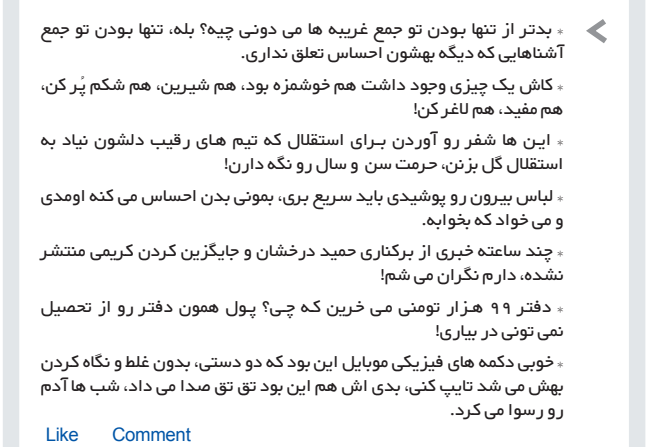 * بدتر از تنها بودن تو جمع غریبه ها می دونی چیه؟ بله، تنها بودن تو جمع
آشناهایی که دیگه بهشون احساس تعلق نداری.
* کاش یک چیزی وجود داشت هم خوشمزه بود، هم شیرین، هم شکم پُر کن،
هم مفید، هم لاغر کن!
* این ها شفر رو آوردن برای استقلال که تیم های رقیب دلشون نیاد به
استقلال گل بزنن، حرمت سن و سال رو نگه دارن!
* لباس بیرون رو پوشیدی باید سریع بری، بمونی بدن احساس می کنه اومدی
و می خواد که بخوابه.
* چند ساعته خبری از برکناری حمید درخشان و جایگزین کردن کریمی منتشر
نشده، دارم نگران می شم!
* دفتر ۹۹ هزار تومنی می خرین که چی؟ پول همون دفتر رو از تحصیل
نمی تونی در بیاری!
* خوبی دکمه های فیزیکی موبایل این بود که دو دستی، بدون غلط و نگاه کردن
بهش می شد تایپ کنی، بدی اش هم این بود تق تق صدا می داد، شب ها آدم
رو رسوا می کرد.
Like Comment